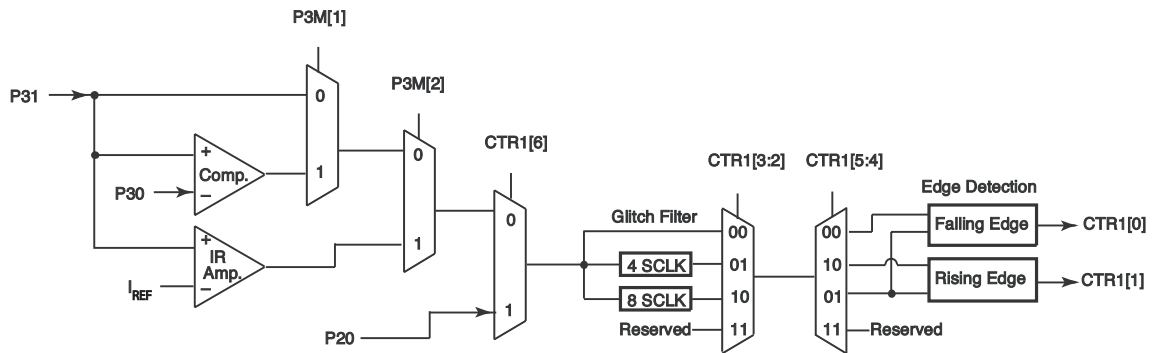 P3M[1]
P31
0
P3M[2]
+
Comp.
–
P30
1
0
CTR1[6]
CTR1[3:2]
CTR1[5:4]
Edge Detection
+
IR
Amp.
–
IREF
1
0
Glitch Filter
00
00
Falling Edge
CTR1[0]
4 SCLK
01
10
Rising Edge
CTR1[1]
8 SCLK
10
01
P20
1
Reserved
11
11
Reserved